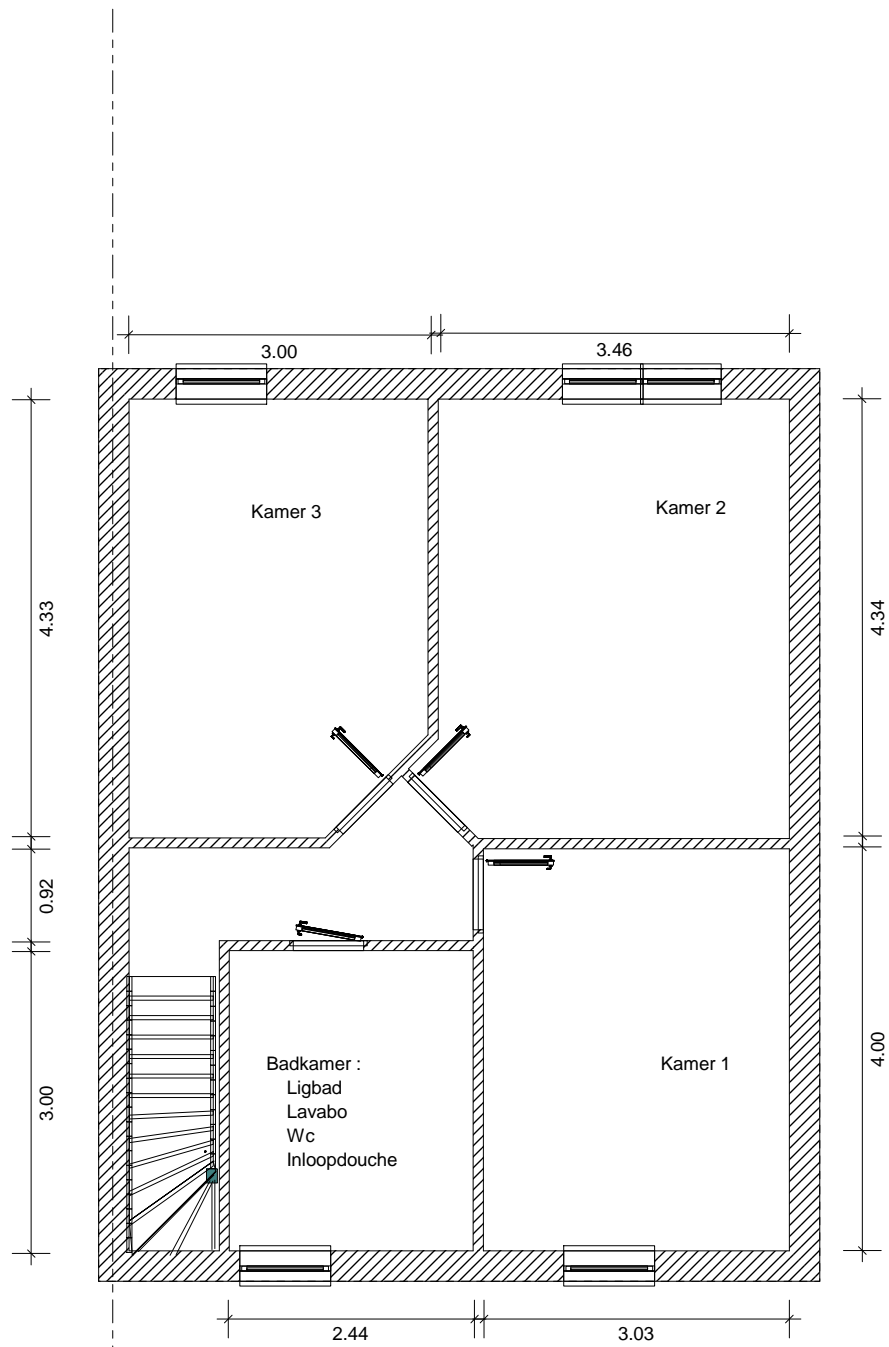 3.00
3.46
Kamer 3
Kamer 2
4.33
4.34
0.92
3.00
4.00
Badkamer :
Ligbad
Lavabo
Wc
Inloopdouche
Kamer 1
2.44
3.03